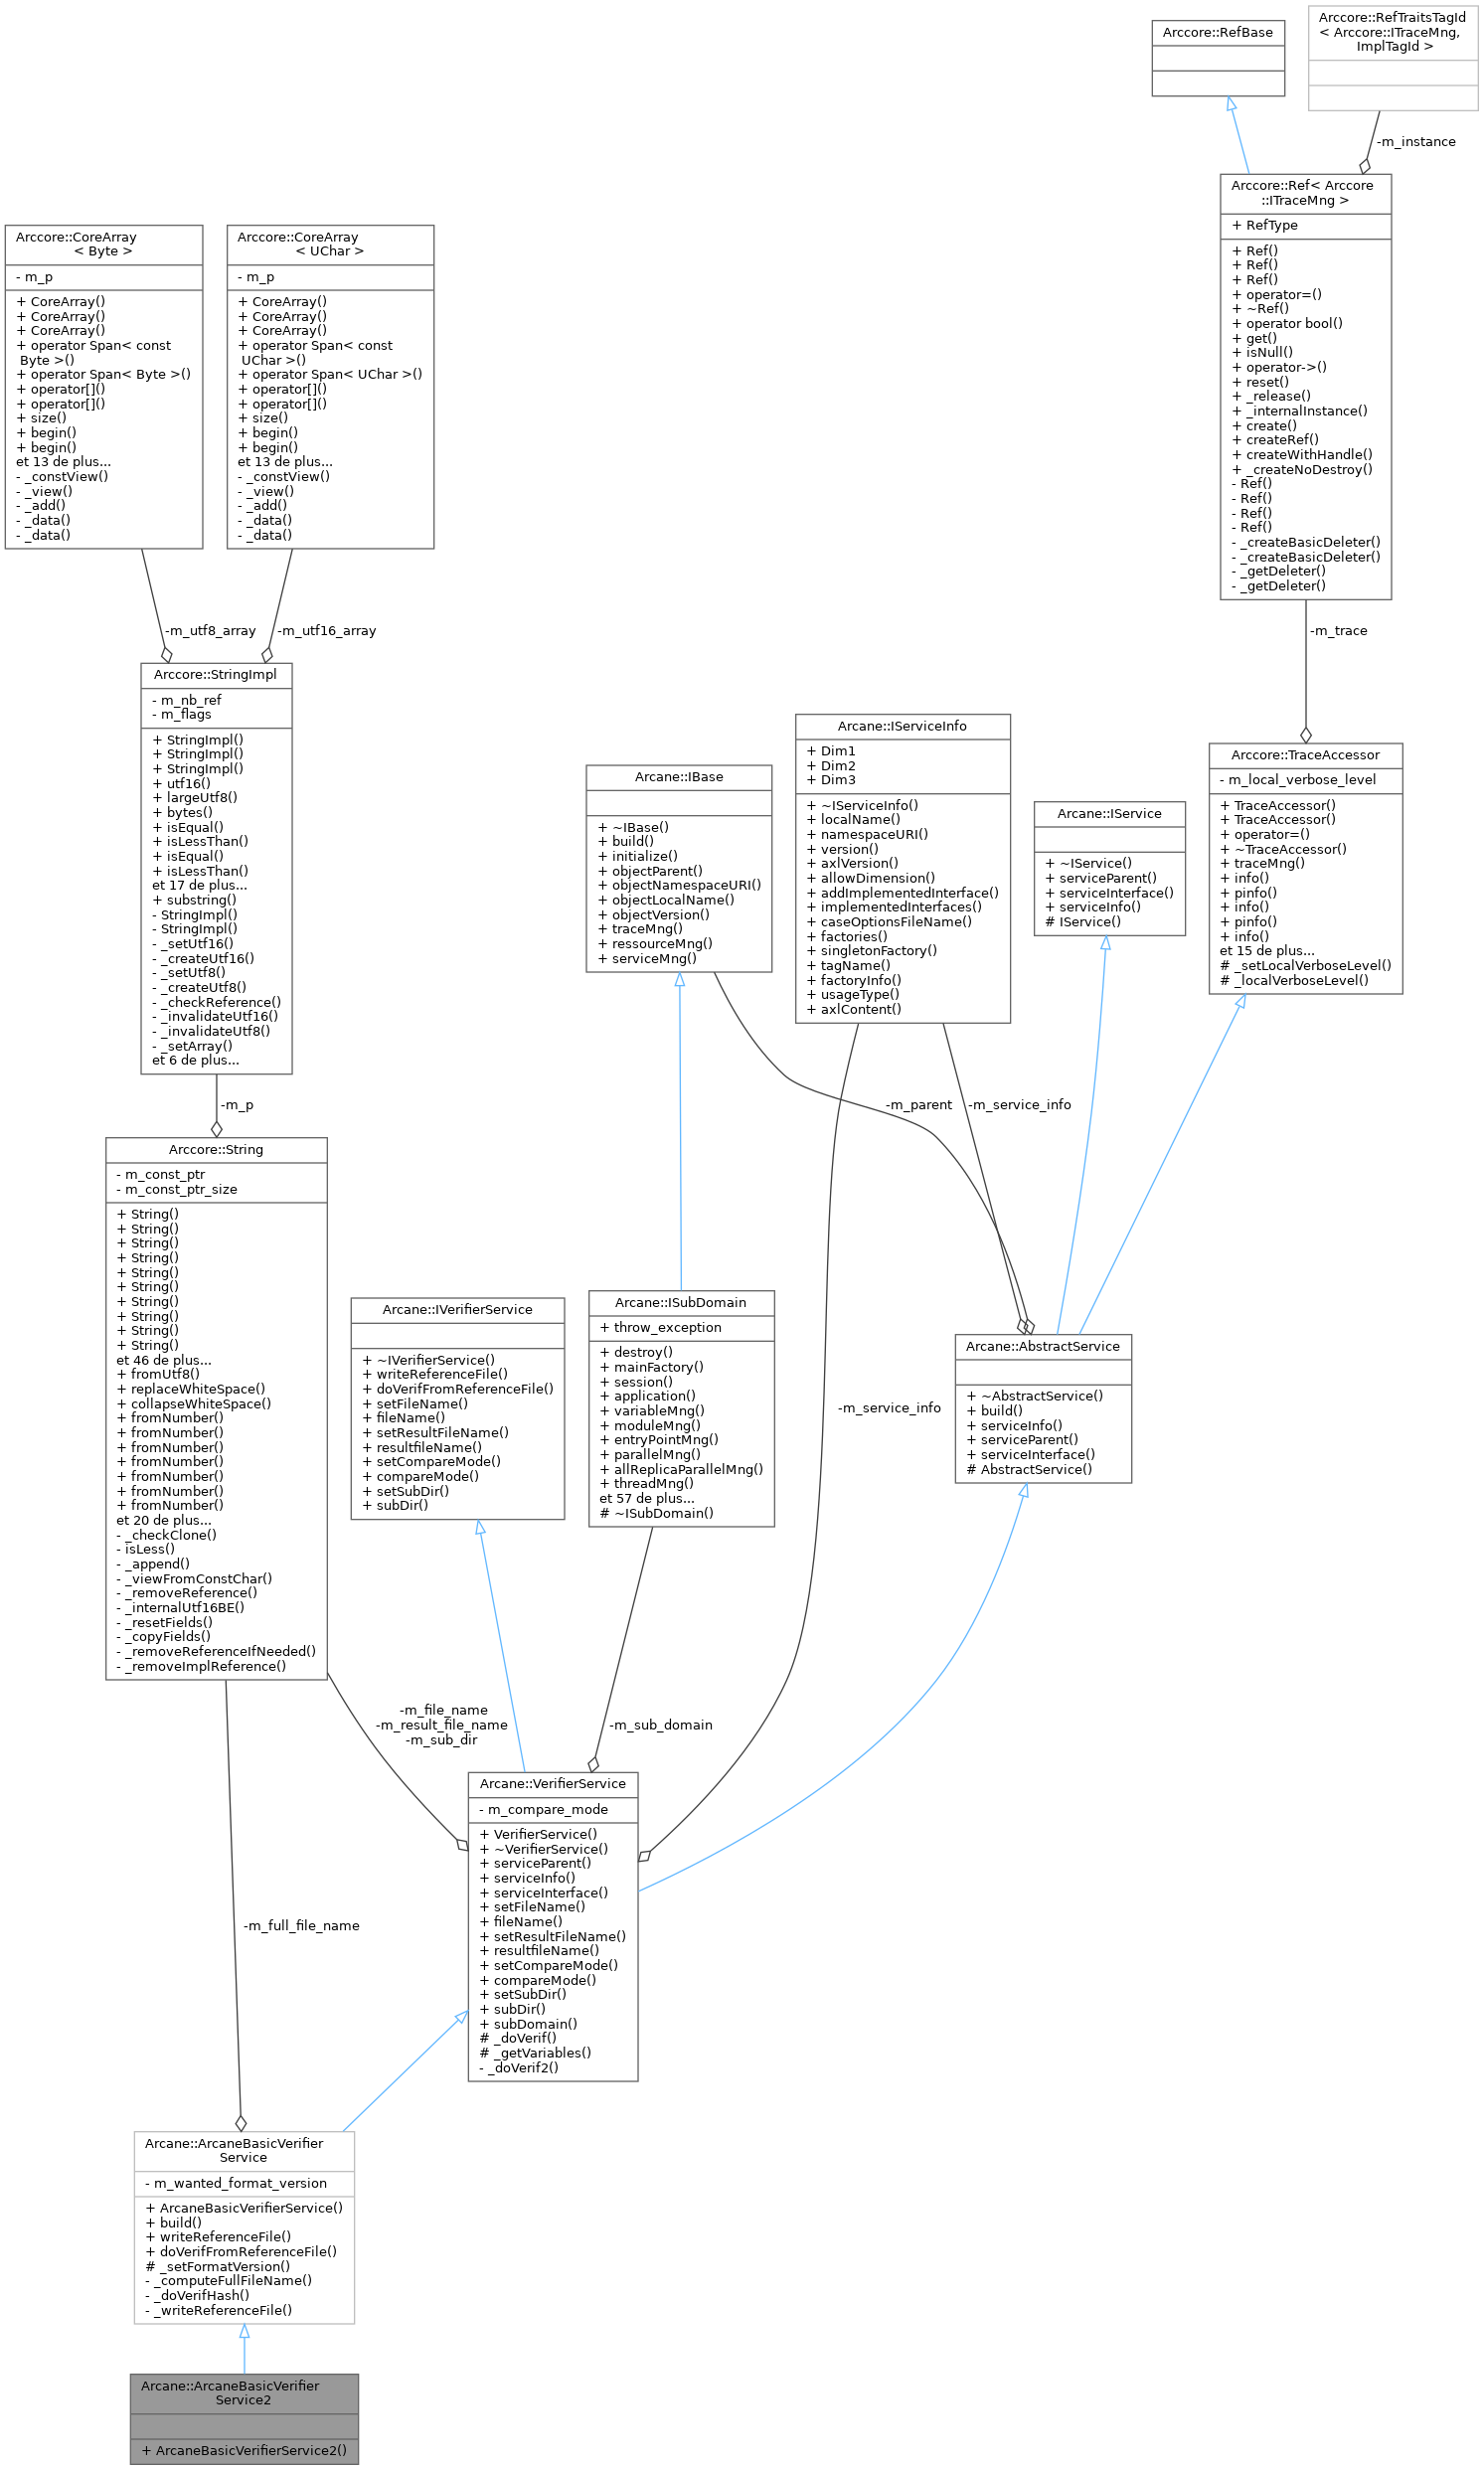 Arccore::RefBase
Arccore::RefTraitsTagId
< Arccore::ITraceMng,
ImplTagId >
-m_instance
Arccore::Ref< Arccore
::ITraceMng >
+ RefType
+ Ref()
+ Ref()
+ Ref()
+ operator=()
+ ~Ref()
+ operator bool()
+ get()
+ isNull()
+ operator->()
+ reset()
+ _release()
+ _internalInstance()
+ create()
+ createRef()
+ createWithHandle()
+ _createNoDestroy()
- Ref()
- Ref()
- Ref()
- Ref()
- _createBasicDeleter()
- _createBasicDeleter()
- _getDeleter()
- _getDeleter()
Arccore::CoreArray
< Byte >
- m_p
+ CoreArray()
+ CoreArray()
+ CoreArray()
+ operator Span< const
Byte >()
+ operator Span< Byte >()
+ operator[]()
+ operator[]()
+ size()
+ begin()
+ begin()
et 13 de plus...
- _constView()
- _view()
- _add()
- _data()
- _data()
Arccore::CoreArray
< UChar >
- m_p
+ CoreArray()
+ CoreArray()
+ CoreArray()
+ operator Span< const
UChar >()
+ operator Span< UChar >()
+ operator[]()
+ operator[]()
+ size()
+ begin()
+ begin()
et 13 de plus...
- _constView()
- _view()
- _add()
- _data()
- _data()
-m_utf8_array
-m_utf16_array
-m_trace
Arccore::StringImpl
- m_nb_ref
- m_flags
+ StringImpl()
+ StringImpl()
+ StringImpl()
+ utf16()
+ largeUtf8()
+ bytes()
+ isEqual()
+ isLessThan()
+ isEqual()
+ isLessThan()
et 17 de plus...
+ substring()
- StringImpl()
- StringImpl()
- _setUtf16()
- _createUtf16()
- _setUtf8()
- _createUtf8()
- _checkReference()
- _invalidateUtf16()
- _invalidateUtf8()
- _setArray()
et 6 de plus...
Arcane::IBase
+ ~IBase()
+ build()
+ initialize()
+ objectParent()
+ objectNamespaceURI()
+ objectLocalName()
+ objectVersion()
+ traceMng()
+ ressourceMng()
+ serviceMng()
Arcane::IServiceInfo
+ Dim1
+ Dim2
+ Dim3
+ ~IServiceInfo()
+ localName()
+ namespaceURI()
+ version()
+ axlVersion()
+ allowDimension()
+ addImplementedInterface()
+ implementedInterfaces()
+ caseOptionsFileName()
+ factories()
+ singletonFactory()
+ tagName()
+ factoryInfo()
+ usageType()
+ axlContent()
Arcane::IService
+ ~IService()
+ serviceParent()
+ serviceInterface()
+ serviceInfo()
# IService()
Arccore::TraceAccessor
- m_local_verbose_level
+ TraceAccessor()
+ TraceAccessor()
+ operator=()
+ ~TraceAccessor()
+ traceMng()
+ info()
+ pinfo()
+ info()
+ pinfo()
+ info()
et 15 de plus...
# _setLocalVerboseLevel()
# _localVerboseLevel()
-m_p
-m_parent
-m_service_info
Arccore::String
- m_const_ptr
- m_const_ptr_size
+ String()
+ String()
+ String()
+ String()
+ String()
+ String()
+ String()
+ String()
+ String()
+ String()
et 46 de plus...
+ fromUtf8()
+ replaceWhiteSpace()
+ collapseWhiteSpace()
+ fromNumber()
+ fromNumber()
+ fromNumber()
+ fromNumber()
+ fromNumber()
+ fromNumber()
+ fromNumber()
et 20 de plus...
- _checkClone()
- isLess()
- _append()
- _viewFromConstChar()
- _removeReference()
- _internalUtf16BE()
- _resetFields()
- _copyFields()
- _removeReferenceIfNeeded()
- _removeImplReference()
Arcane::IVerifierService
+ ~IVerifierService()
+ writeReferenceFile()
+ doVerifFromReferenceFile()
+ setFileName()
+ fileName()
+ setResultFileName()
+ resultfileName()
+ setCompareMode()
+ compareMode()
+ setSubDir()
+ subDir()
Arcane::ISubDomain
+ throw_exception
+ destroy()
+ mainFactory()
+ session()
+ application()
+ variableMng()
+ moduleMng()
+ entryPointMng()
+ parallelMng()
+ allReplicaParallelMng()
+ threadMng()
et 57 de plus...
# ~ISubDomain()
-m_service_info
Arcane::AbstractService
+ ~AbstractService()
+ build()
+ serviceInfo()
+ serviceParent()
+ serviceInterface()
# AbstractService()
-m_file_name
-m_result_file_name
-m_sub_dir
-m_sub_domain
Arcane::VerifierService
- m_compare_mode
+ VerifierService()
+ ~VerifierService()
+ serviceParent()
+ serviceInfo()
+ serviceInterface()
+ setFileName()
+ fileName()
+ setResultFileName()
+ resultfileName()
+ setCompareMode()
+ compareMode()
+ setSubDir()
+ subDir()
+ subDomain()
# _doVerif()
# _getVariables()
- _doVerif2()
-m_full_file_name
Arcane::ArcaneBasicVerifier
Service
- m_wanted_format_version
+ ArcaneBasicVerifierService()
+ build()
+ writeReferenceFile()
+ doVerifFromReferenceFile()
# _setFormatVersion()
- _computeFullFileName()
- _doVerifHash()
- _writeReferenceFile()
Arcane::ArcaneBasicVerifier
Service2
+ ArcaneBasicVerifierService2()